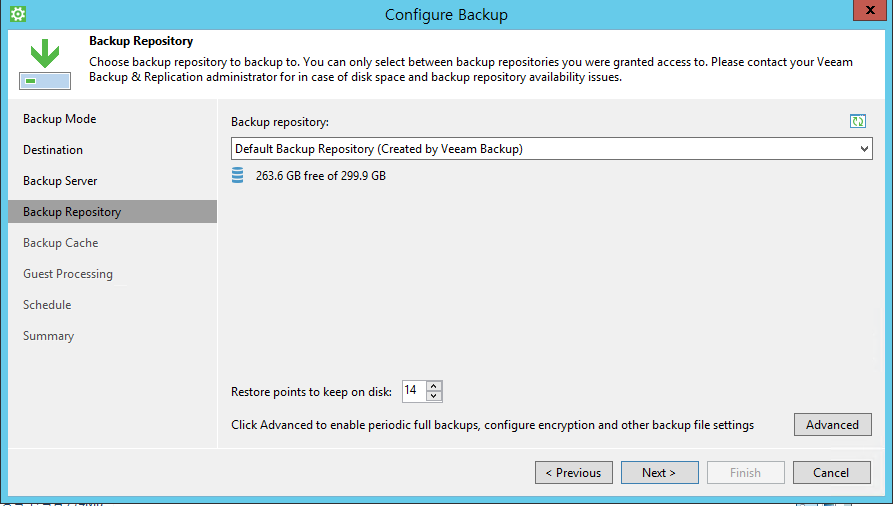 Configure Backup
x
Backup Repository
Choose backup repository to backup to. You can only select between backup repositories you were granted access to. Please contact your Veeam
Backup & Replication administrator for in case of disk space and backup repository availability issues.
Backup Mode
Destination
Backup Server
Backup Repository
Backup Cache
Guest Processing
Schedule
Summary
Backup repository:
Default Backup Repository (Created by Veeam Backup)
263.6 GB free of 299.9 GB
Restore points to keep on disk: 14
Click Advanced to enable periodic full backups, configure encryption and other backup file settings
Advanced
< Previous
Next >
Finish
Cancel